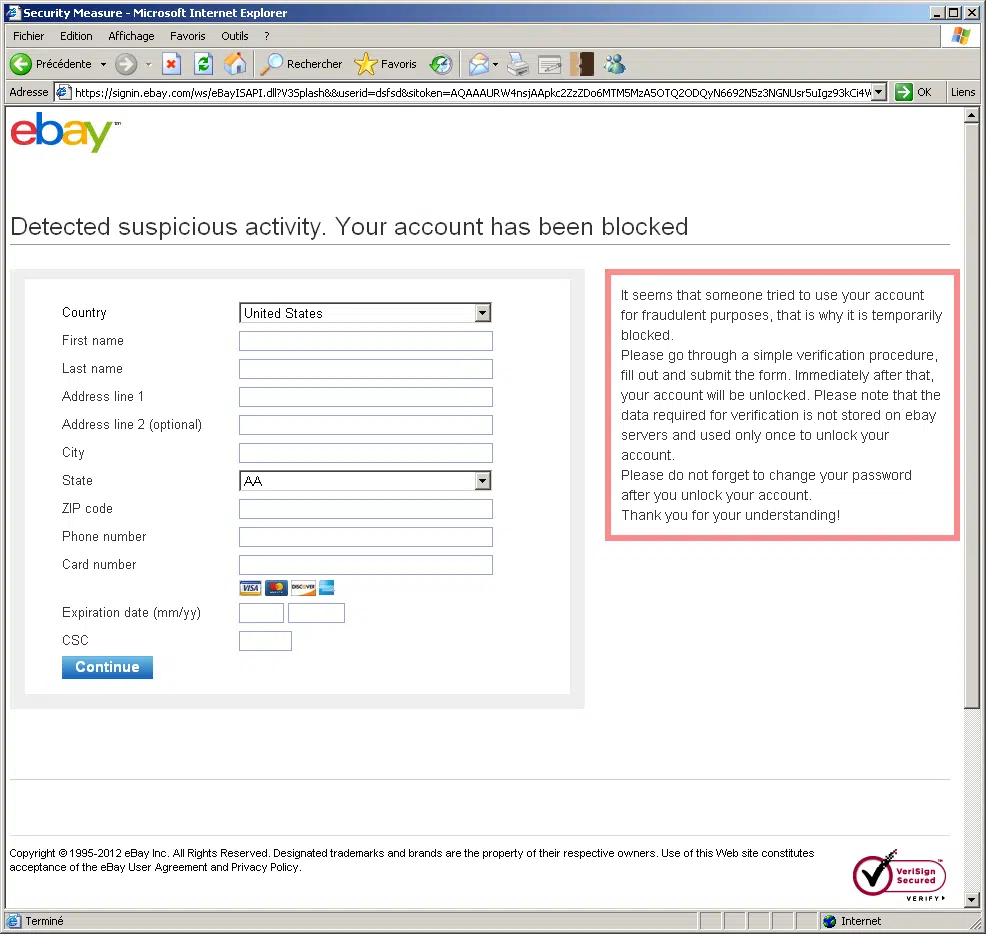 Security Measure - Microsoft Internet Explorer
Fichier Edition Affichage Favoris Outils ?
Précédente Rechercher Favoris
Adresse https://signin.ebay.com/ws/eBayISAPI.dll?V3Splash&&userid=dsfsd&sitoken=AQAAAURW4nsjAApkc2ZzZDo6MTM5MzA5OTQ2ODQyN6692N5z3NGNUsr5uIgz93kCi4W OK Liens
ebay™
Detected suspicious activity. Your account has been blocked
Country United States
First name
Last name
Address line 1
Address line 2 (optional)
City
State AA
ZIP code
Phone number
Card number
VISA MasterCard DISCOVER
Expiration date (mm/yy)
CSC
Continue
It seems that someone tried to use your account
for fraudulent purposes, that is why it is temporarily
blocked.
Please go through a simple verification procedure,
fill out and submit the form. Immediately after that,
your account will be unlocked. Please note that the
data required for verification is not stored on ebay
servers and used only once to unlock your
account.
Please do not forget to change your password
after you unlock your account.
Thank you for your understanding!
Copyright © 1995-2012 eBay Inc. All Rights Reserved. Designated trademarks and brands are the property of their respective owners. Use of this Web site constitutes
acceptance of the eBay User Agreement and Privacy Policy.
VeriSign
Secured
VERIFY
Terminé Internet